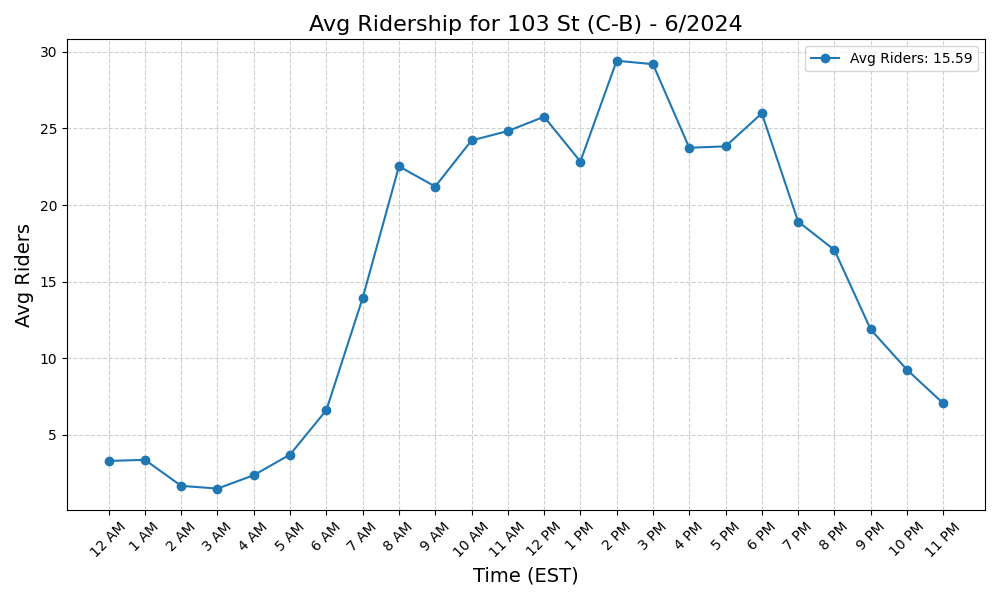 Avg Ridership for 103 St (C-B) - 6/2024
Avg Riders: 15.59
Avg Riders
30
25
20
15
10
5
12 AM
1 AM
2 AM
3 AM
4 AM
5 AM
6 AM
7 AM
8 AM
9 AM
10 AM
11 AM
12 PM
1 PM
2 PM
3 PM
4 PM
5 PM
6 PM
7 PM
8 PM
9 PM
10 PM
11 PM
Time (EST)